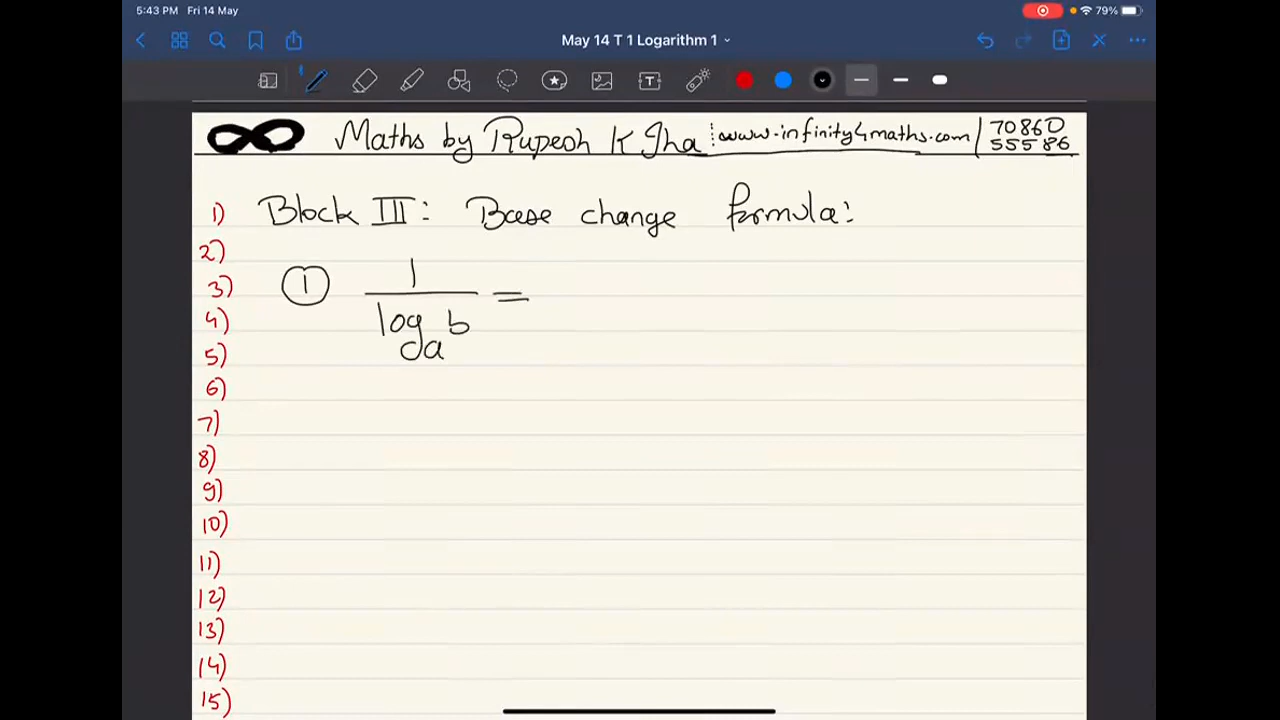 5:43 PM Fri 14 May 79%
May 14 T 1 Logarithm 1
Maths by Rupesh K Jha www.infinity4maths.com / 70860 55586
1) Block III: Base change formula:
2)
3) ① 1 =
4) log b
5) a
6)
7)
8)
9)
10)
11)
12)
13)
14)
15)